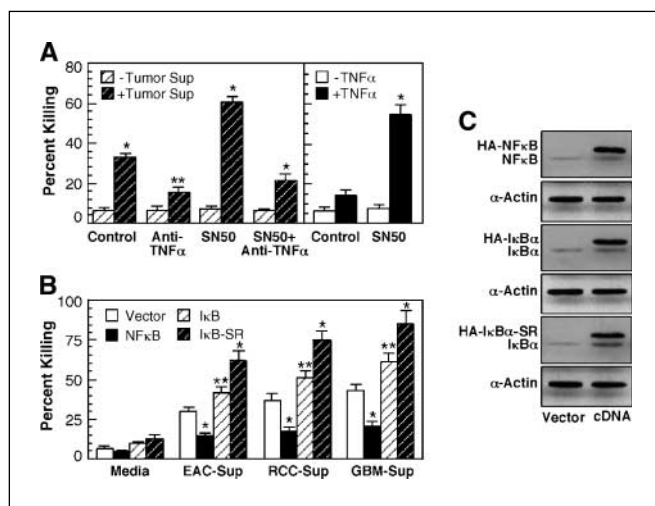 A
Percent Killing
80
60
40
20
0
-Tumor Sup
+Tumor Sup
-TNFα
+TNFα
*
**
*
*
*
Control
Anti-
TNFα
SN50
SN50+
Anti-TNFα
Control
SN50
B
Percent Killing
100
75
50
25
0
Vector
NFκB
IκB
IκB-SR
*
**
*
*
**
*
*
**
*
Media
EAC-Sup
RCC-Sup
GBM-Sup
C
HA-NFκB
NFκB
α-Actin
HA-IκBα
IκBα
α-Actin
HA-IκBα-SR
IκBα
α-Actin
Vector cDNA